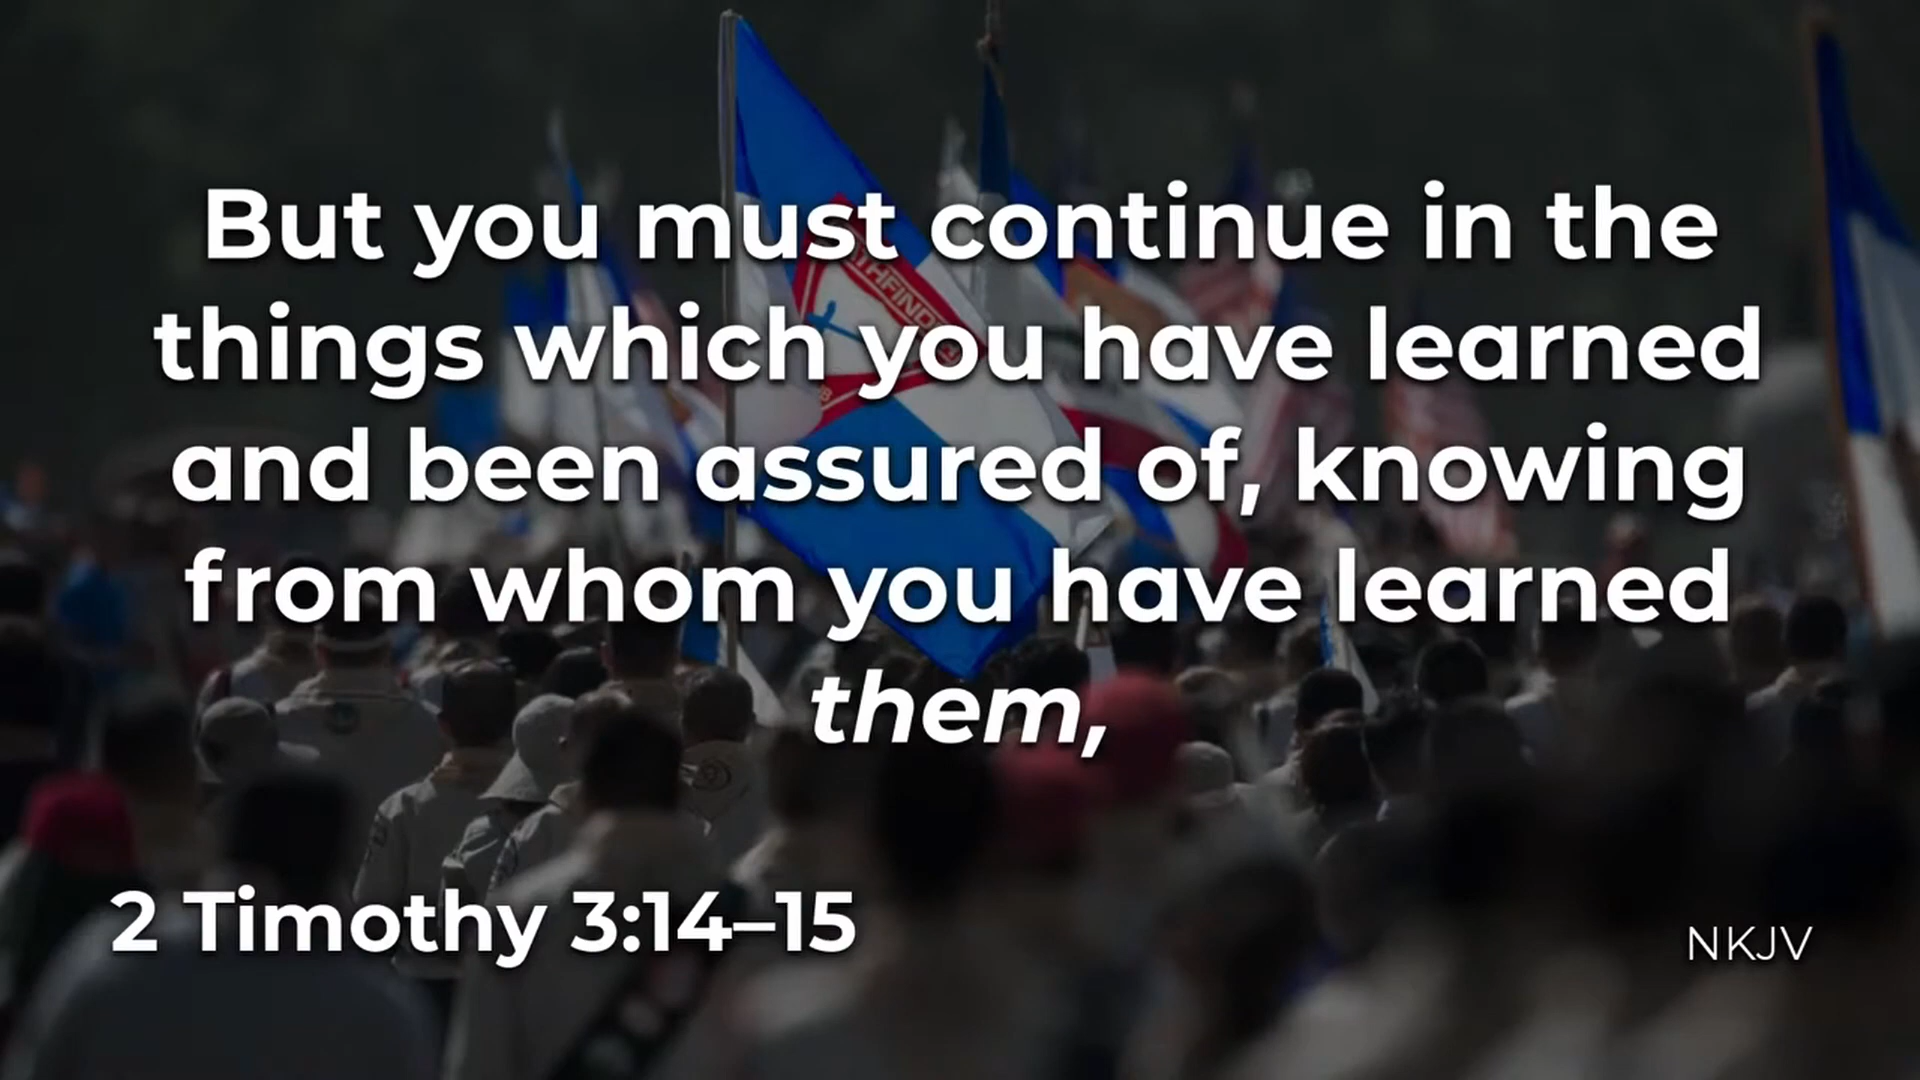 But you must continue in the
things which you have learned
and been assured of, knowing
from whom you have learned
them,
2 Timothy 3:14–15
NKJV